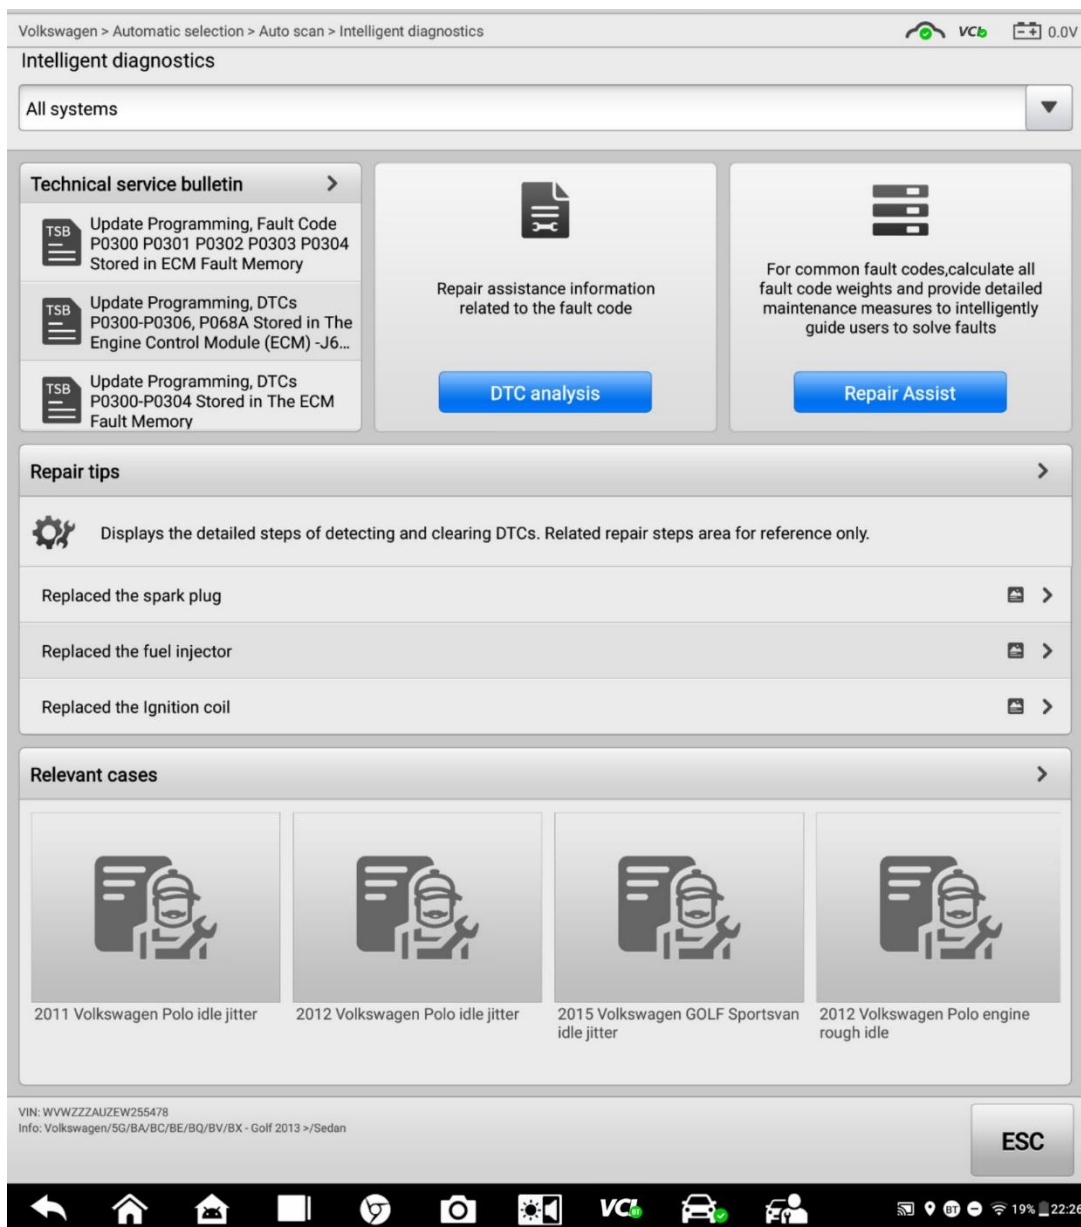 Volkswagen > Automatic selection > Auto scan > Intelligent diagnostics
VCI
0.0V
Intelligent diagnostics
All systems
Technical service bulletin
TSB
Update Programming, Fault Code
P0300 P0301 P0302 P0303 P0304
Stored in ECM Fault Memory
TSB
Update Programming, DTCs
P0300-P0306, P068A Stored in The
Engine Control Module (ECM) -J6...
TSB
Update Programming, DTCs
P0300-P0304 Stored in The ECM
Fault Memory
Repair assistance information
related to the fault code
DTC analysis
For common fault codes,calculate all
fault code weights and provide detailed
maintenance measures to intelligently
guide users to solve faults
Repair Assist
Repair tips
Displays the detailed steps of detecting and clearing DTCs. Related repair steps area for reference only.
Replaced the spark plug
Replaced the fuel injector
Replaced the Ignition coil
Relevant cases
2011 Volkswagen Polo idle jitter
2012 Volkswagen Polo idle jitter
2015 Volkswagen GOLF Sportsvan
idle jitter
2012 Volkswagen Polo engine
rough idle
VIN: WVWZZZAUZEW255478
Info: Volkswagen/5G/BA/BC/BE/BQ/BV/BX - Golf 2013 >/Sedan
ESC
VCI
BT
BT
19%
22:26